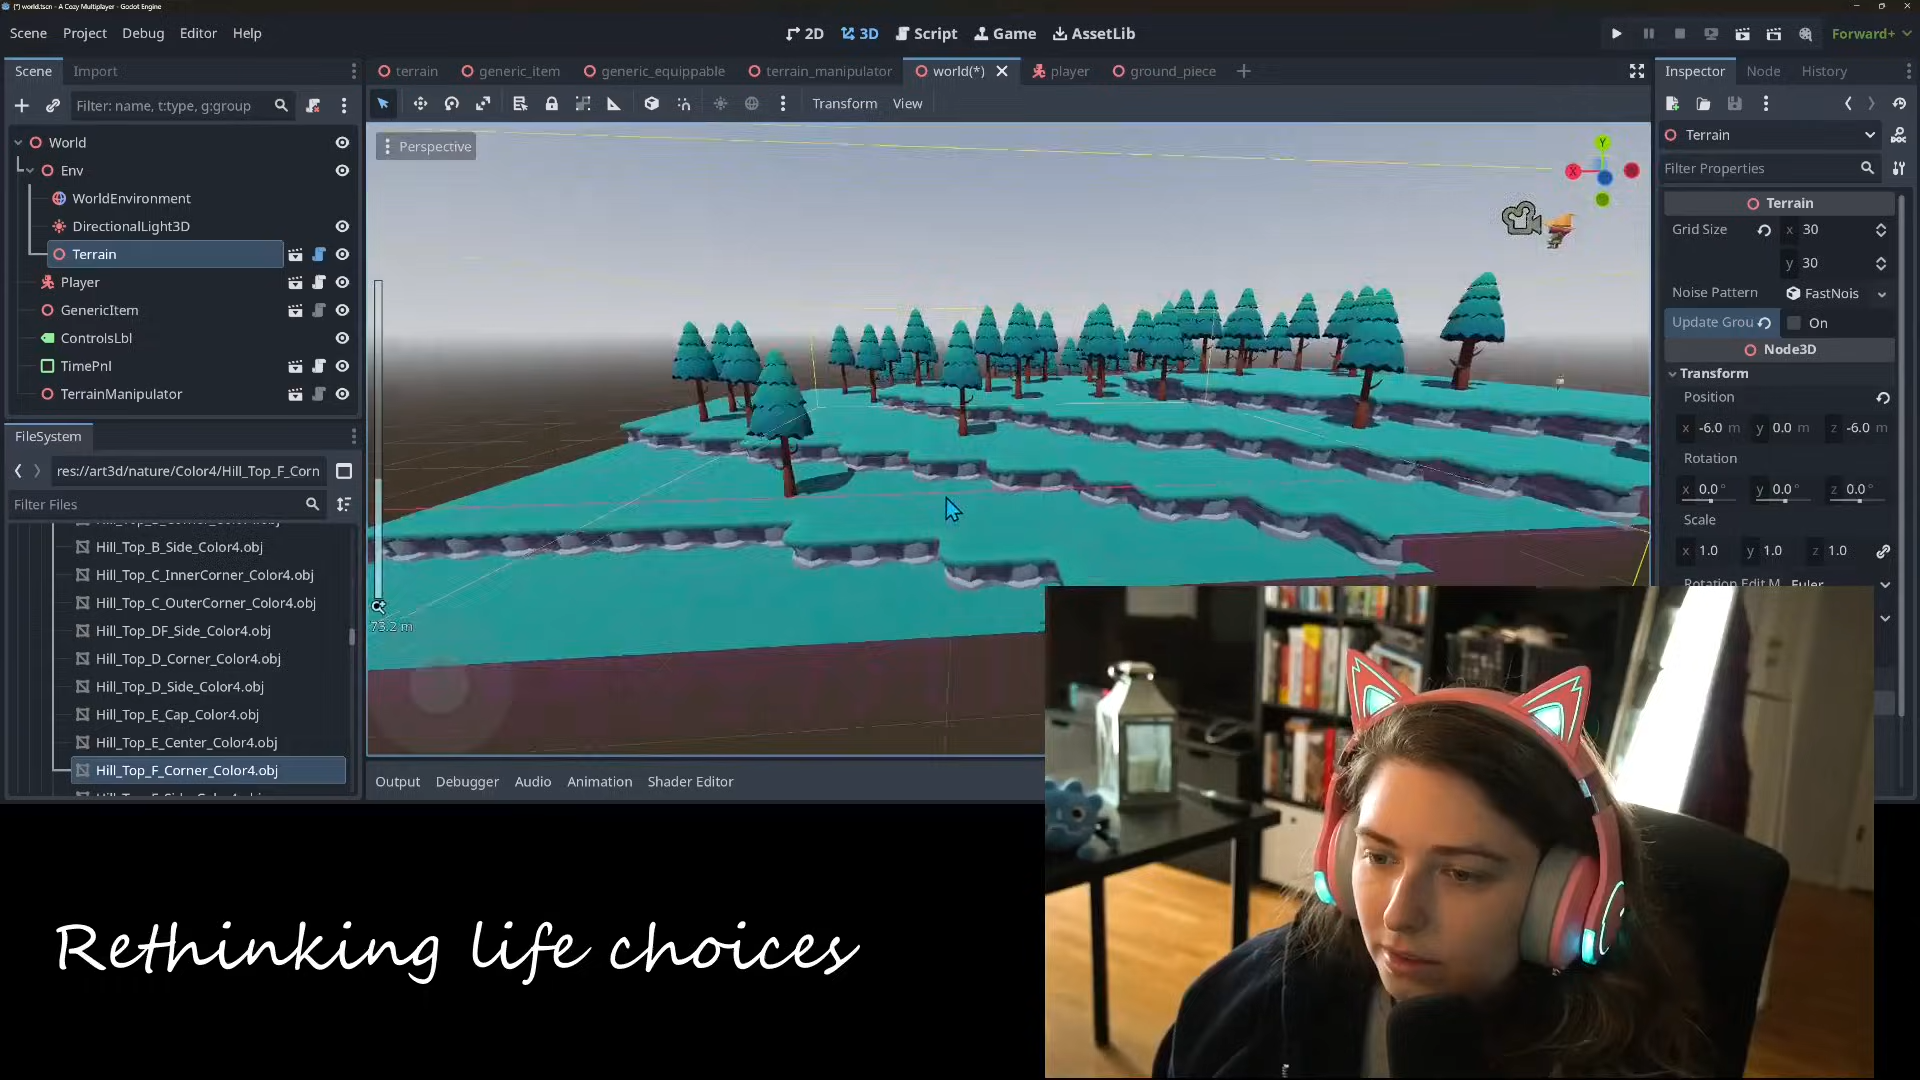 (*) world.tscn - A Cozy Multiplayer - Godot Engine
Scene Project Debug Editor Help
2D 3D Script Game AssetLib
Forward+
Scene Import
terrain generic_item generic_equippable terrain_manipulator world(*) player ground_piece
Inspector Node History
Filter: name, t:type, g:group
Transform View
World
Env
WorldEnvironment
DirectionalLight3D
Terrain
Player
GenericItem
ControlsLbl
TimePnl
TerrainManipulator
FileSystem
res://art3d/nature/Color4/Hill_Top_F_Corn
Filter Files
Hill_Top_B_Side_Color4.obj
Hill_Top_C_InnerCorner_Color4.obj
Hill_Top_C_OuterCorner_Color4.obj
Hill_Top_DF_Side_Color4.obj
Hill_Top_D_Corner_Color4.obj
Hill_Top_D_Side_Color4.obj
Hill_Top_E_Cap_Color4.obj
Hill_Top_E_Center_Color4.obj
Hill_Top_F_Corner_Color4.obj
Perspective
Y
X
73.2 m
Output Debugger Audio Animation Shader Editor
Terrain
Filter Properties
Terrain
Grid Size x 30
y 30
Noise Pattern FastNois
Update Grou On
Node3D
Transform
Position
x -6.0 m y 0.0 m z -6.0 m
Rotation
x 0.0 ° y 0.0 ° z 0.0 °
Scale
x 1.0 y 1.0 z 1.0
Rotation Edit M Euler
Rethinking life choices